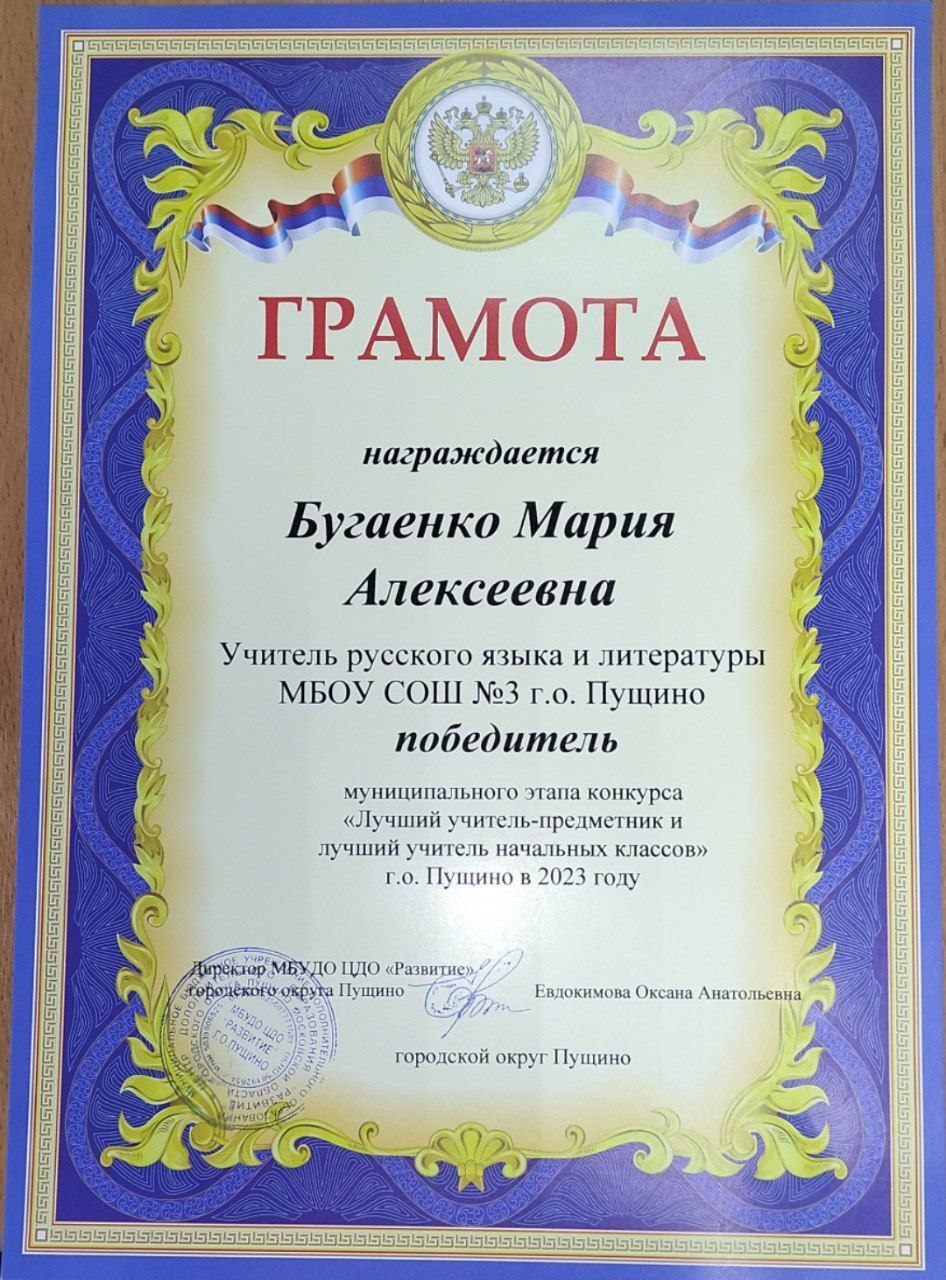 ГРАМОТА
награждается
Бугаенко Мария
Алексеевна
Учитель русского языка и литературы
МБОУ СОШ №3 г.о. Пущино
победитель
муниципального этапа конкурса
«Лучший учитель-предметник и
лучший учитель начальных классов»
г.о. Пущино в 2023 году
Директор МБУДО ЦДО «Развитие»
городского округа Пущино
Евдокимова Оксана Анатольевна
городской округ Пущино
МБУДО ЦДО
"РАЗВИТИЕ"
Г.О.ПУЩИНО